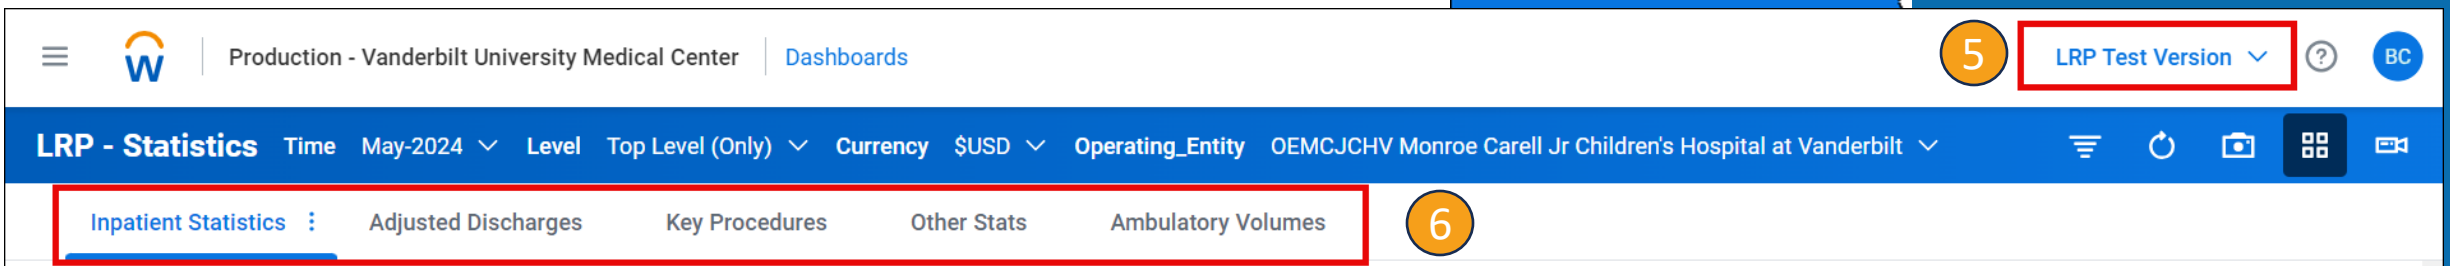 W Production - Vanderbilt University Medical Center Dashboards 5 LRP Test Version ? BC
LRP - Statistics Time May-2024 Level Top Level (Only) Currency $USD Operating_Entity OEMCJCHV Monroe Carell Jr Children's Hospital at Vanderbilt
Inpatient Statistics Adjusted Discharges Key Procedures Other Stats Ambulatory Volumes 6